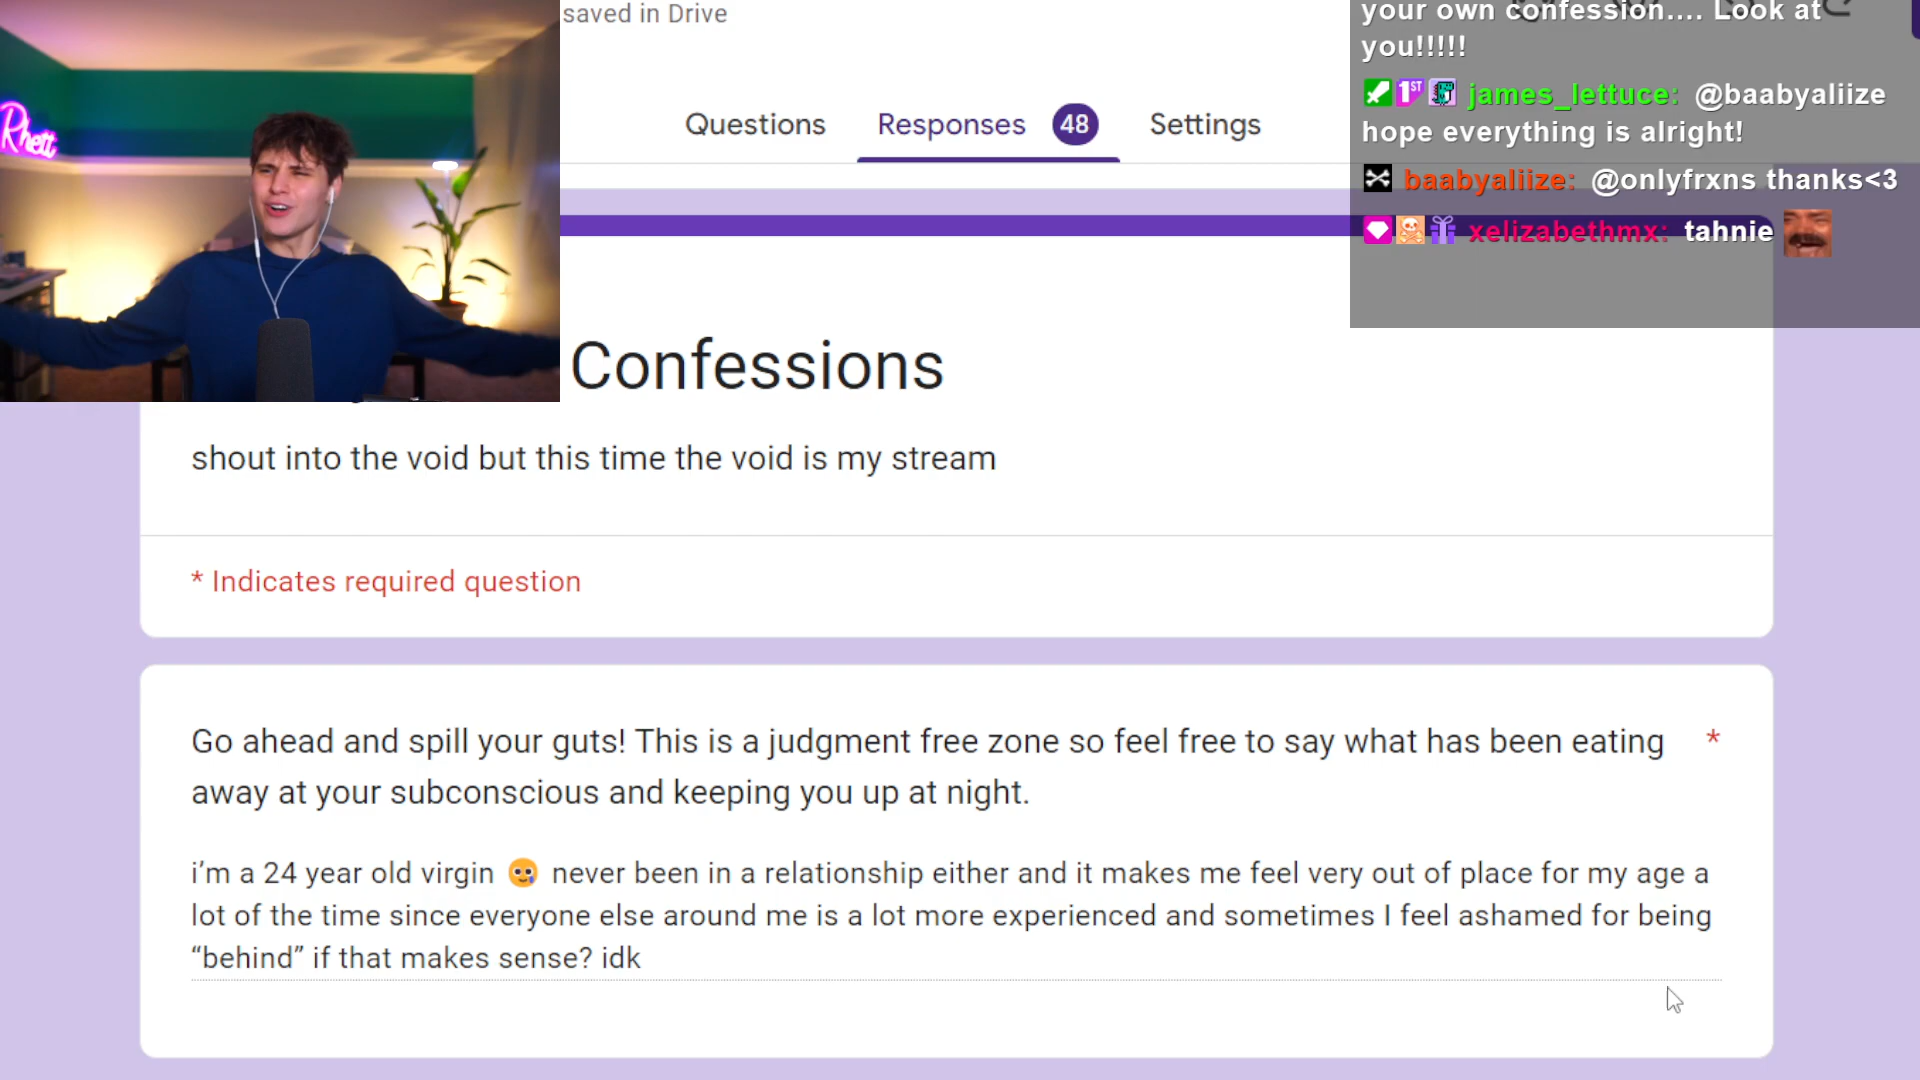 saved in Drive
Rhett
Questions
Responses 48
Settings
your own confession.... Look at
you!!!!!
1ST james_lettuce: @baabyaliize
hope everything is alright!
baabyaliize: @onlyfrxns thanks<3
xelizabethmx: tahnie
Confessions
shout into the void but this time the void is my stream
* Indicates required question
Go ahead and spill your guts! This is a judgment free zone so feel free to say what has been eating *
away at your subconscious and keeping you up at night.
i’m a 24 year old virgin 🥲 never been in a relationship either and it makes me feel very out of place for my age a
lot of the time since everyone else around me is a lot more experienced and sometimes I feel ashamed for being
“behind” if that makes sense? idk